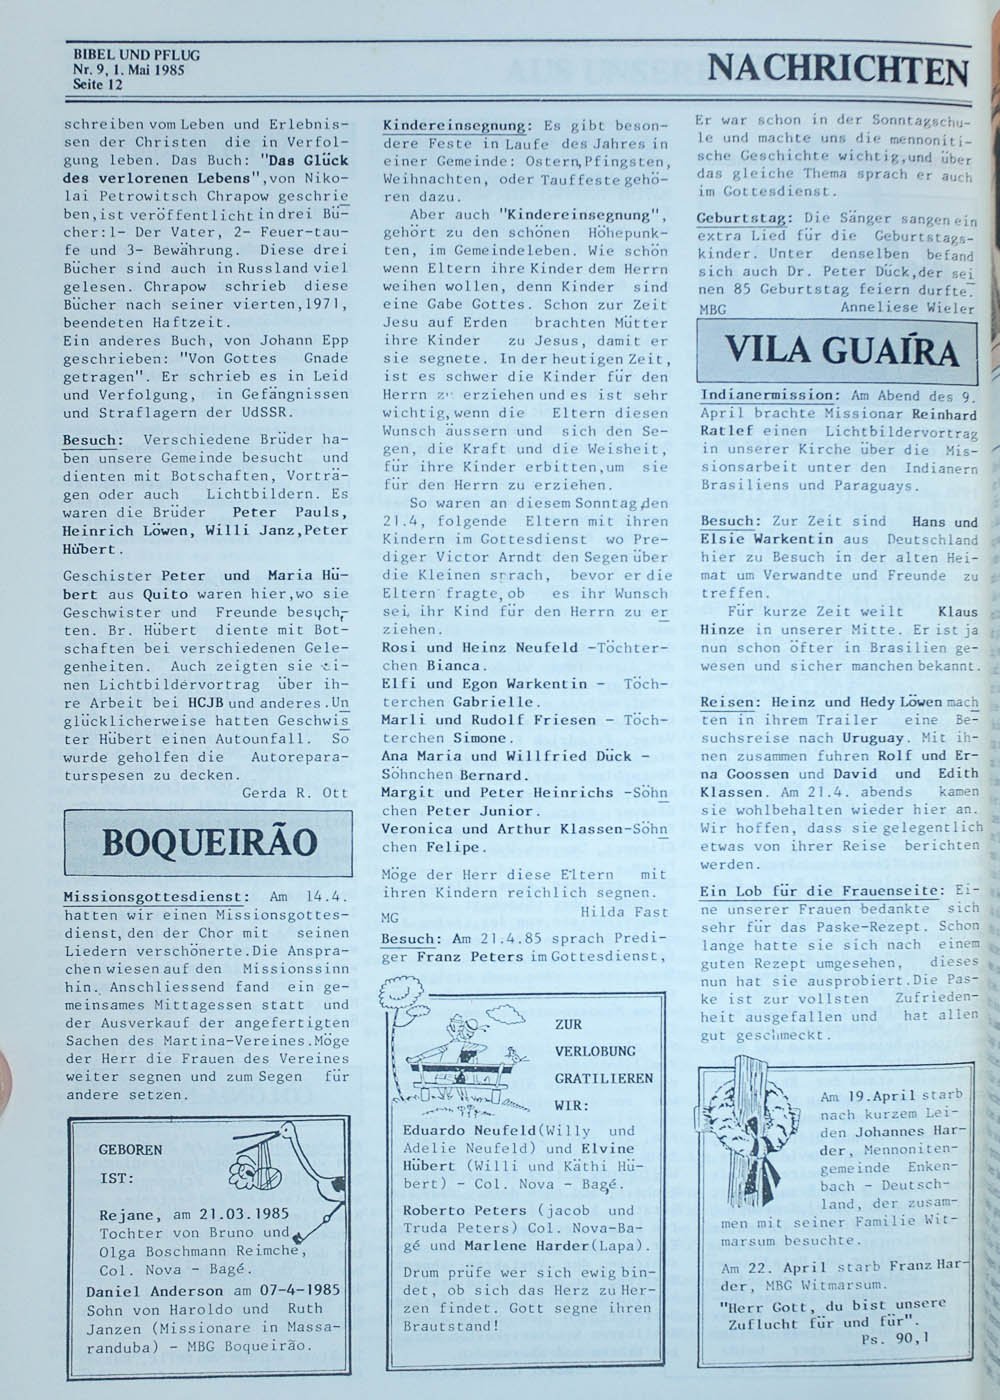 BIBEL UND PFLUG
Nr. 9, 1. Mai 1985
Seite 12
NACHRICHTEN
schreiben vom Leben und Erlebnis-
sen der Christen die in Verfol-
gung leben. Das Buch: "Das Glück
des verlorenen Lebens",von Niko-
lai Petrowitsch Chrapow geschrie
ben,ist veröffentlicht in drei Bü-
cher:1- Der Vater, 2- Feuer-tau-
fe und 3- Bewährung. Diese drei
Bücher sind auch in Russland viel
gelesen. Chrapow schrieb diese
Bücher nach seiner vierten,1971,
beendeten Haftzeit.
Ein anderes Buch, von Johann Epp
geschrieben: "Von Gottes Gnade
getragen". Er schrieb es in Leid
und Verfolgung, in Gefängnissen
und Straflagern der UdSSR.
Besuch: Verschiedene Brüder ha-
ben unsere Gemeinde besucht und
dienten mit Botschaften, Vorträ-
gen oder auch Lichtbildern. Es
waren die Brüder Peter Pauls,
Heinrich Löwen, Willi Janz,Peter
Hübert.
Geschister Peter und Maria Hü-
bert aus Quito waren hier,wo sie
Geschwister und Freunde besuch-
ten. Br. Hübert diente mit Bot-
schaften bei verschiedenen Gele-
genheiten. Auch zeigten sie ei-
nen Lichtbildervortrag über ih-
re Arbeit bei HCJB und anderes.Un
glücklicherweise hatten Geschwis
ter Hübert einen Autounfall. So
wurde geholfen die Autorepara-
turspesen zu decken.
Gerda R. Ott
BOQUEIRÃO
Missionsgottesdienst: Am 14.4.
hatten wir einen Missionsgottes-
dienst,den der Chor mit seinen
Liedern verschönerte.Die Anspra-
chen wiesen auf den Missionssinn
hin. Anschliessend fand ein ge-
meinsames Mittagessen statt und
der Ausverkauf der angefertigten
Sachen des Martina-Vereines.Möge
der Herr die Frauen des Vereines
weiter segnen und zum Segen für
andere setzen.
GEBOREN
IST:
Rejane, am 21.03.1985
Tochter von Bruno und
Olga Boschmann Reimche,
Col. Nova - Bagé.
Daniel Anderson am 07-4-1985
Sohn von Haroldo und Ruth
Janzen (Missionare in Massa-
randuba) - MBG Boqueirão.
Kindereinsegnung: Es gibt beson-
dere Feste in Laufe des Jahres in
einer Gemeinde: Ostern,Pfingsten,
Weihnachten, oder Tauffeste gehö-
ren dazu.
Aber auch "Kindereinsegnung",
gehört zu den schönen Höhepunk-
ten, im Gemeindeleben. Wie schön
wenn Eltern ihre Kinder dem Herrn
weihen wollen, denn Kinder sind
eine Gabe Gottes. Schon zur Zeit
Jesu auf Erden brachten Mütter
ihre Kinder zu Jesus, damit er
sie segnete. In der heutigen Zeit,
ist es schwer die Kinder für den
Herrn zu erziehen und es ist sehr
wichtig,wenn die Eltern diesen
Wunsch äussern und sich den Se-
gen, die Kraft und die Weisheit,
für ihre Kinder erbitten,um sie
für den Herrn zu erziehen.
So waren an diesem Sonntag,den
21.4, folgende Eltern mit ihren
Kindern im Gottesdienst wo Pre-
diger Victor Arndt den Segen über
die Kleinen sprach, bevor er die
Eltern fragte,ob es ihr Wunsch
sei, ihr Kind für den Herrn zu er
ziehen.
Rosi und Heinz Neufeld -Töchter-
chen Bianca.
Elfi und Egon Warkentin - Töch-
terchen Gabrielle.
Marli und Rudolf Friesen - Töch-
terchen Simone.
Ana Maria und Willfried Dück -
Söhnchen Bernard.
Margit und Peter Heinrichs -Söhn
chen Peter Junior.
Veronica und Arthur Klassen-Söhn
chen Felipe.
Möge der Herr diese Eltern mit
ihren Kindern reichlich segnen.
MG Hilda Fast
Besuch: Am 21.4.85 sprach Predi-
ger Franz Peters im Gottesdienst,
ZUR
VERLOBUNG
GRATILIEREN
WIR:
Eduardo Neufeld(Willy und
Adelie Neufeld) und Elvine
Hübert (Willi und Käthi Hü-
bert) - Col. Nova - Bagé.
Roberto Peters (jacob und
Truda Peters) Col. Nova-Ba-
gé und Marlene Harder(Lapa).
Drum prüfe wer sich ewig bin-
det, ob sich das Herz zu Her-
zen findet. Gott segne ihren
Brautstand!
Er war schon in der Sonntagschu-
le und machte uns die mennoniti-
sche Geschichte wichtig,und über
das gleiche Thema sprach er auch
im Gottesdienst.
Geburtstag: Die Sänger sangen ein
extra Lied für die Geburtstags-
kinder. Unter denselben befand
sich auch Dr. Peter Dück,der sei
nen 85 Geburtstag feiern durfte.
MBG Anneliese Wieler
VILA GUAÍRA
Indianermission: Am Abend des 9.
April brachte Missionar Reinhard
Ratlef einen Lichtbildervortrag
in unserer Kirche über die Mis-
sionsarbeit unter den Indianern
Brasiliens und Paraguays.
Besuch: Zur Zeit sind Hans und
Elsie Warkentin aus Deutschland
hier zu Besuch in der alten Hei-
mat um Verwandte und Freunde zu
treffen.
Für kurze Zeit weilt Klaus
Hinze in unserer Mitte. Er ist ja
nun schon öfter in Brasilien ge-
wesen und sicher manchen bekannt.
Reisen: Heinz und Hedy Löwen mach
ten in ihrem Trailer eine Be-
suchsreise nach Uruguay. Mit ih-
nen zusammen fuhren Rolf und Er-
na Goossen und David und Edith
Klassen. Am 21.4. abends kamen
sie wohlbehalten wieder hier an.
Wir hoffen, dass sie gelegentlich
etwas von ihrer Reise berichten
werden.
Ein Lob für die Frauenseite: Ei-
ne unserer Frauen bedankte sich
sehr für das Paske-Rezept. Schon
lange hatte sie sich nach einem
guten Rezept umgesehen, dieses
nun hat sie ausprobiert.Die Pas-
ke ist zur vollsten Zufrieden-
heit ausgefallen und hat allen
gut geschmeckt.
Am 19.April starb
nach kurzem Lei-
den Johannes Har-
der, Mennoniten-
gemeinde Enken-
bach - Deutsch-
land, der zusam-
men mit seiner Familie Wit-
marsum besuchte.
Am 22. April starb Franz Har-
der, MBG Witmarsum.
"Herr Gott, du bist unsere
Zuflucht für und für".
Ps. 90,1